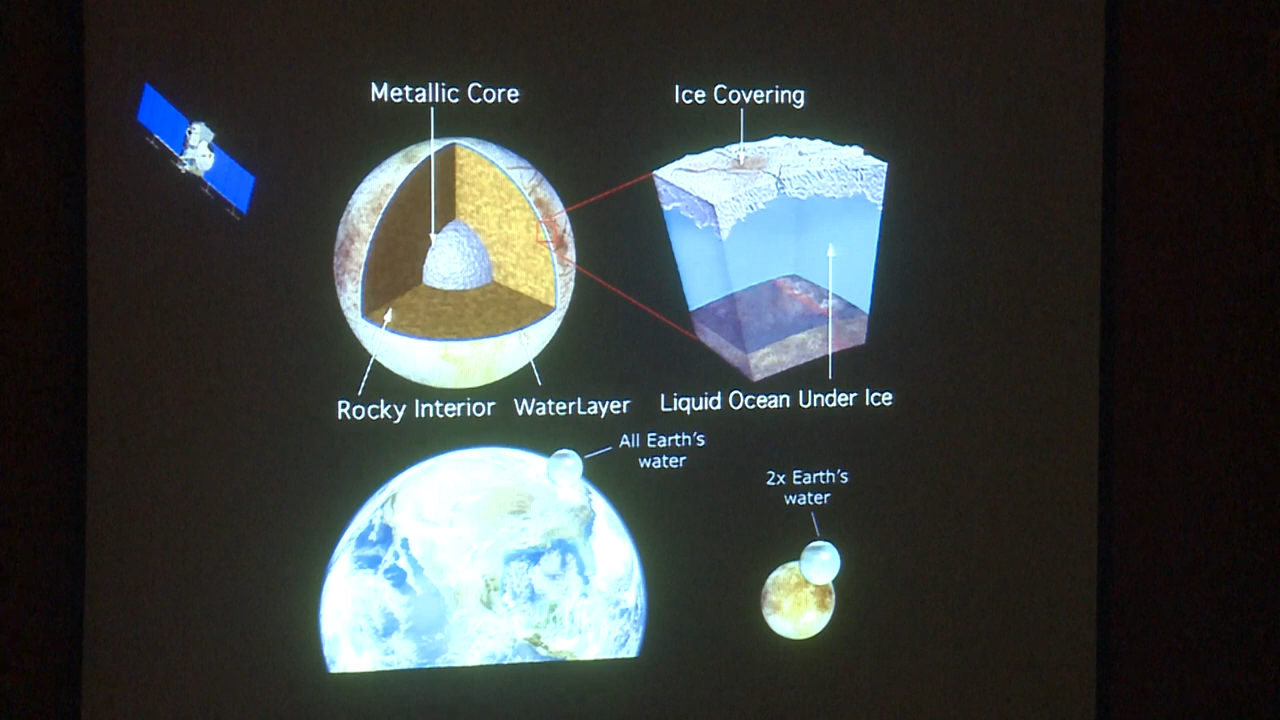 Metallic Core
Ice Covering
Rocky Interior
WaterLayer
Liquid Ocean Under Ice
All Earth's
water
2x Earth's
water